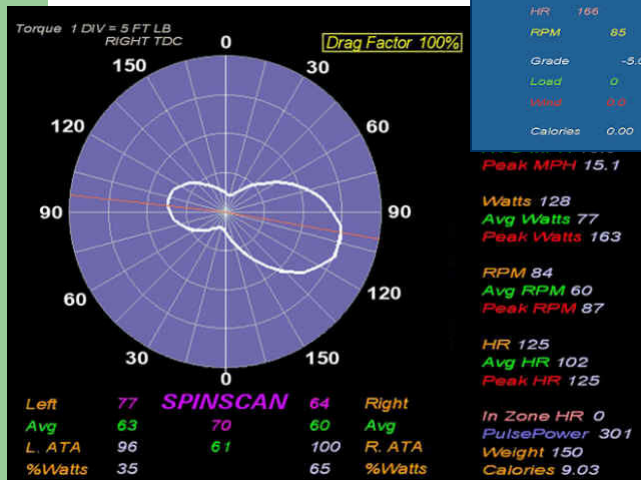 Torque 1 DIV = 5 FT LB
RIGHT TDC
Drag Factor 100%
0
30
60
90
120
150
0
30
60
90
120
150
Left 77 SPINSCAN 64 Right
Avg 63 70 60 Avg
L. ATA 96 61 100 R. ATA
%Watts 35 65 %Watts
HR 166
RPM 85
Grade -5.0
Load 0
Wind 0.0
Calories 0.00
Peak MPH 15.1
Watts 128
Avg Watts 77
Peak Watts 163
RPM 84
Avg RPM 60
Peak RPM 87
HR 125
Avg HR 102
Peak HR 125
In Zone HR 0
PulsePower 301
Weight 150
Calories 9.03